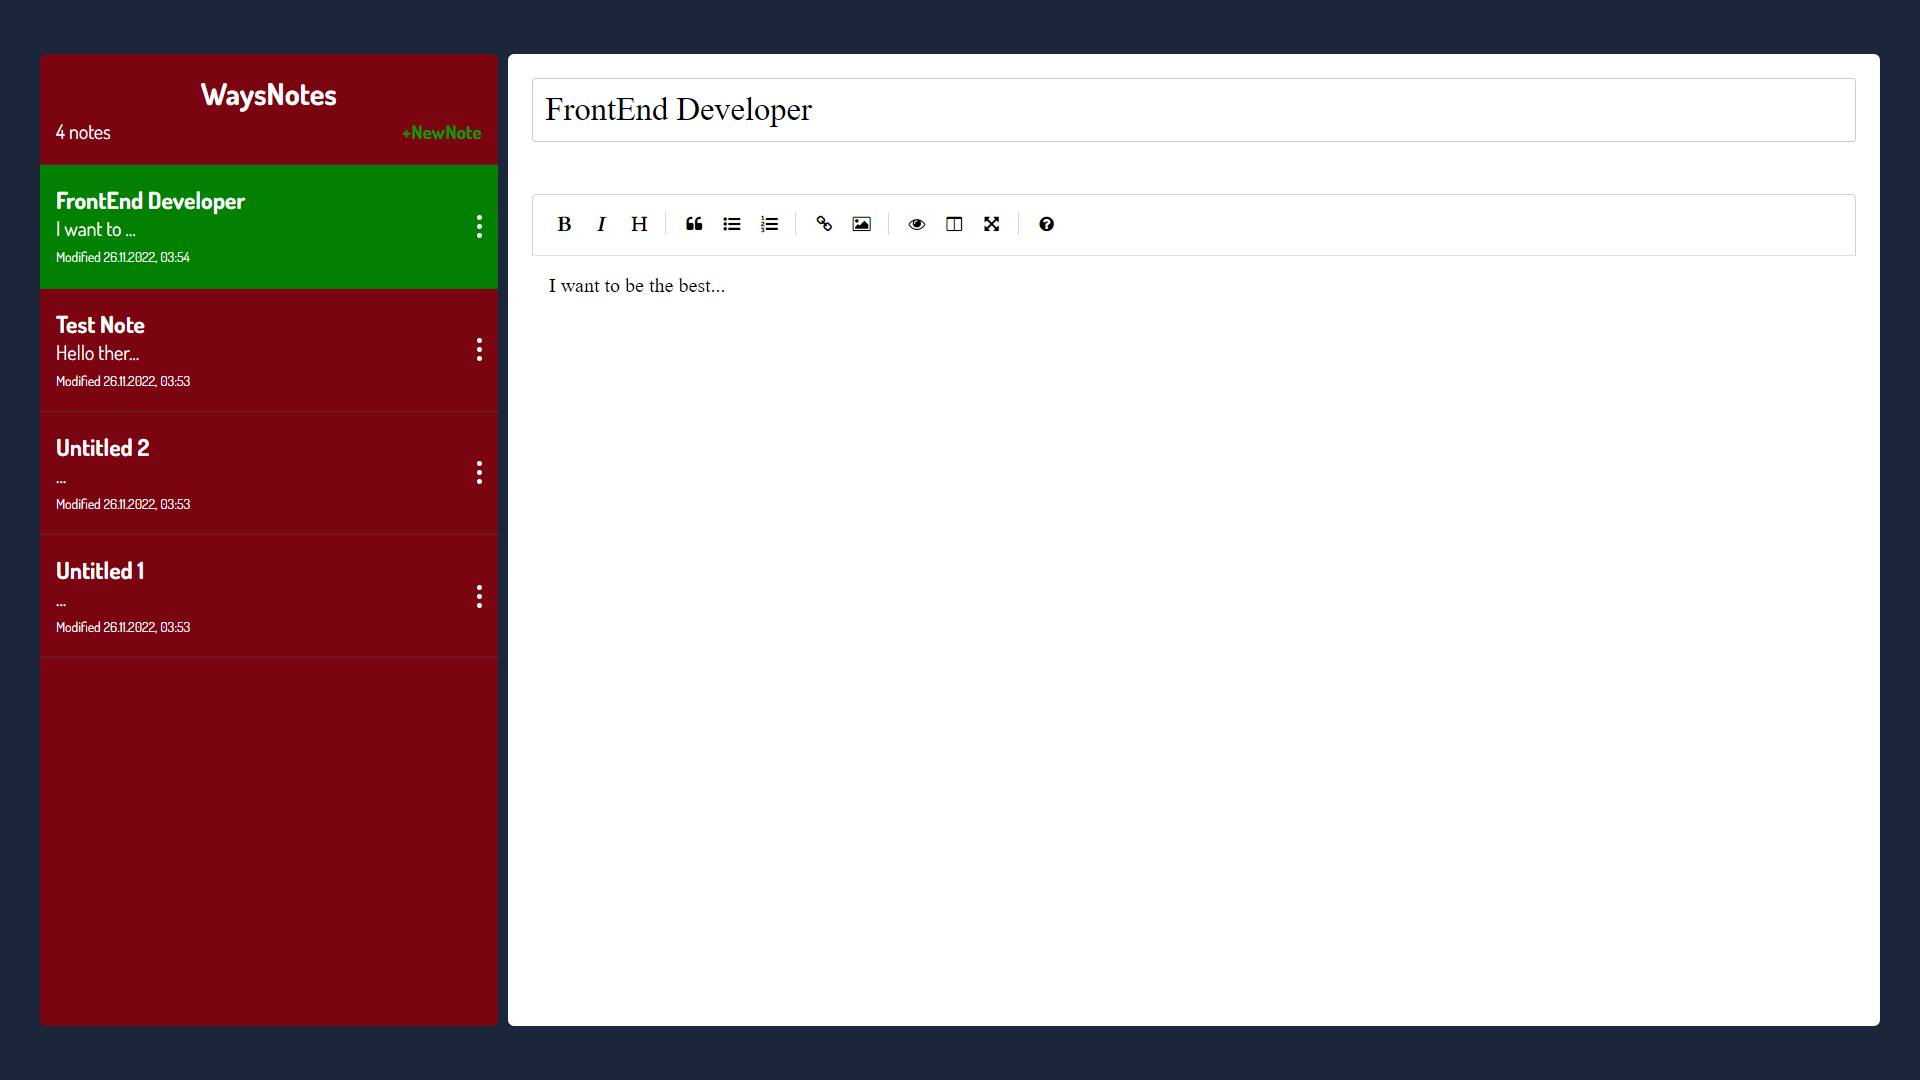 WaysNotes
4 notes
+NewNote
FrontEnd Developer
I want to ...
Modified 26.11.2022, 03:54
Test Note
Hello ther...
Modified 26.11.2022, 03:53
Untitled 2
...
Modified 26.11.2022, 03:53
Untitled 1
...
Modified 26.11.2022, 03:53
FrontEnd Developer
B I H
I want to be the best...